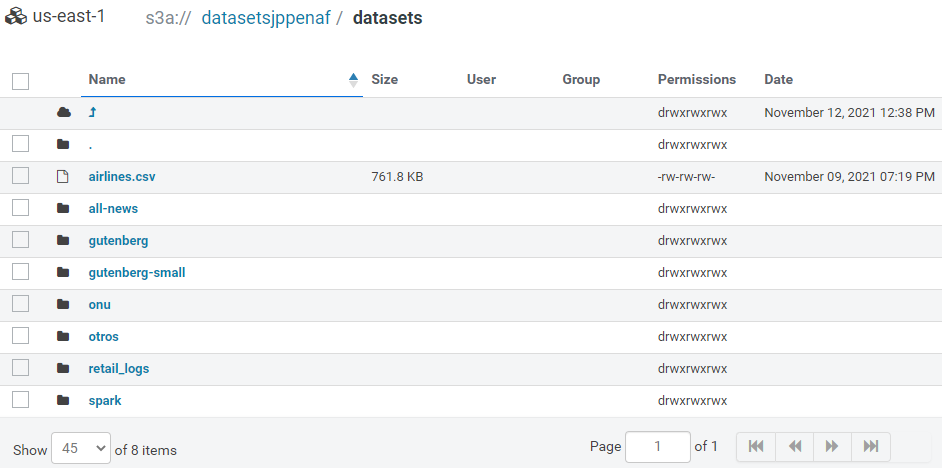 us-east-1 s3a:// datasetsjppenaf / datasets
Name Size User Group Permissions Date
drwxrwxrwx November 12, 2021 12:38 PM
. drwxrwxrwx
airlines.csv 761.8 KB -rw-rw-rw- November 09, 2021 07:19 PM
all-news drwxrwxrwx
gutenberg drwxrwxrwx
gutenberg-small drwxrwxrwx
onu drwxrwxrwx
otros drwxrwxrwx
retail_logs drwxrwxrwx
spark drwxrwxrwx
Show 45 of 8 items Page 1 of 1